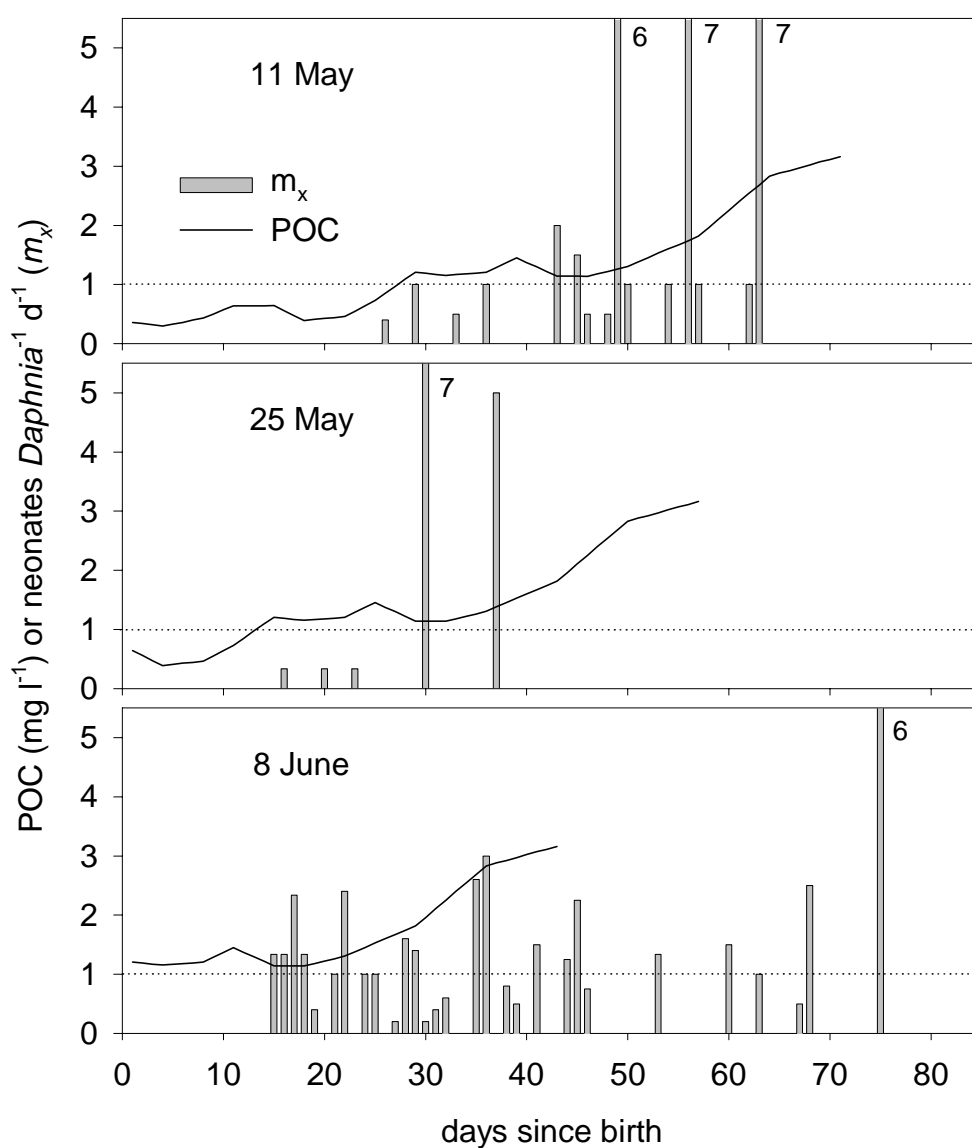 POC (mg l⁻¹) or neonates Daphnia⁻¹ d⁻¹ (mₓ)
11 May
6
7
7
mₓ
POC
5
4
3
2
1
0
25 May
7
5
4
3
2
1
0
8 June
6
5
4
3
2
1
0
0 10 20 30 40 50 60 70 80
days since birth